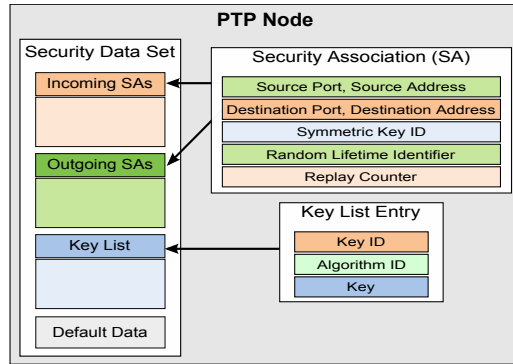 PTP Node
Security Data Set
Incoming SAs
Outgoing SAs
Key List
Default Data
Security Association (SA)
Source Port, Source Address
Destination Port, Destination Address
Symmetric Key ID
Random Lifetime Identifier
Replay Counter
Key List Entry
Key ID
Algorithm ID
Key